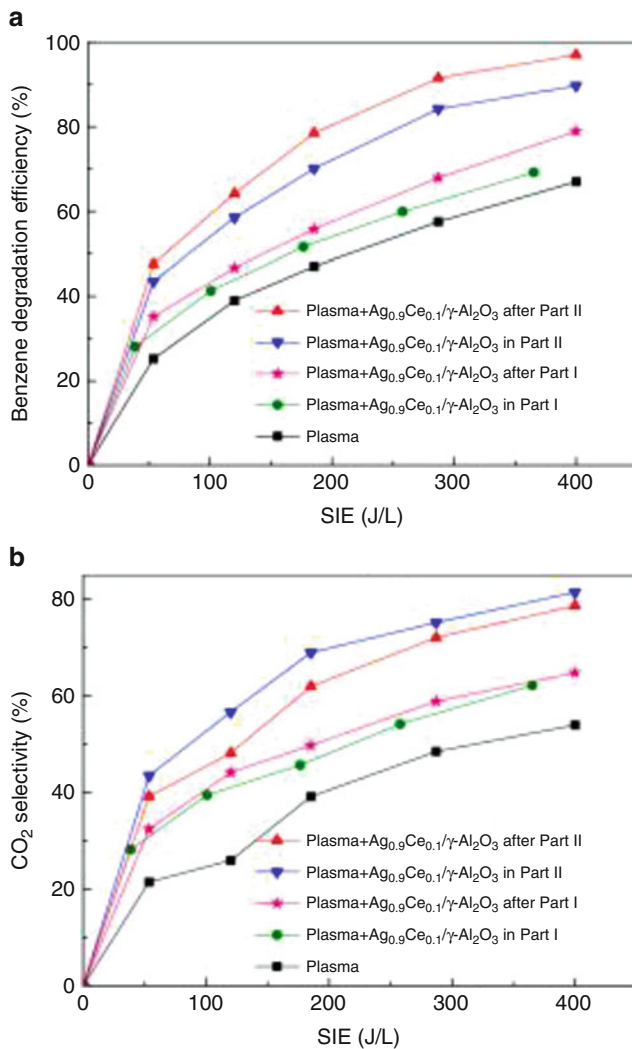 a
Benzene degradation efficiency (%)
100
80
60
40
20
0
Plasma+Ag0.9Ce0.1/γ-Al2O3 after Part II
Plasma+Ag0.9Ce0.1/γ-Al2O3 in Part II
Plasma+Ag0.9Ce0.1/γ-Al2O3 after Part I
Plasma+Ag0.9Ce0.1/γ-Al2O3 in Part I
Plasma
0 100 200 300 400
SIE (J/L)
b
CO2 selectivity (%)
80
60
40
20
0
Plasma+Ag0.9Ce0.1/γ-Al2O3 after Part II
Plasma+Ag0.9Ce0.1/γ-Al2O3 in Part II
Plasma+Ag0.9Ce0.1/γ-Al2O3 after Part I
Plasma+Ag0.9Ce0.1/γ-Al2O3 in Part I
Plasma
0 100 200 300 400
SIE (J/L)